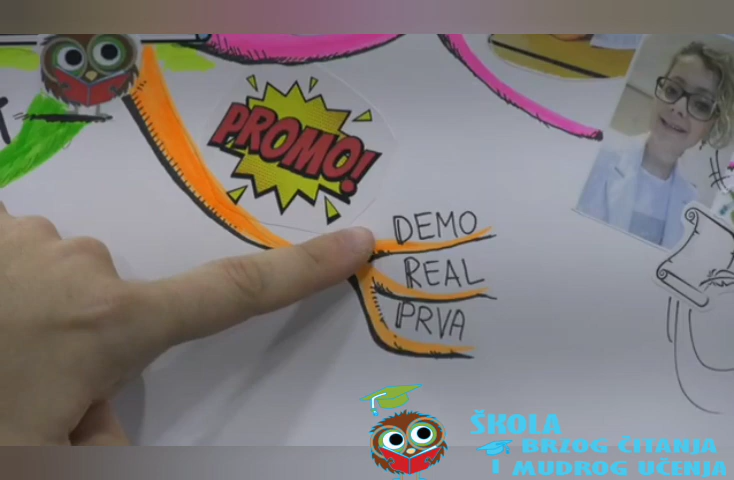 PROMO!
DEMO
REAL
PRVA
#
ŠKOLA
BRZOG ČITANJA
I MUDROG UČENJA